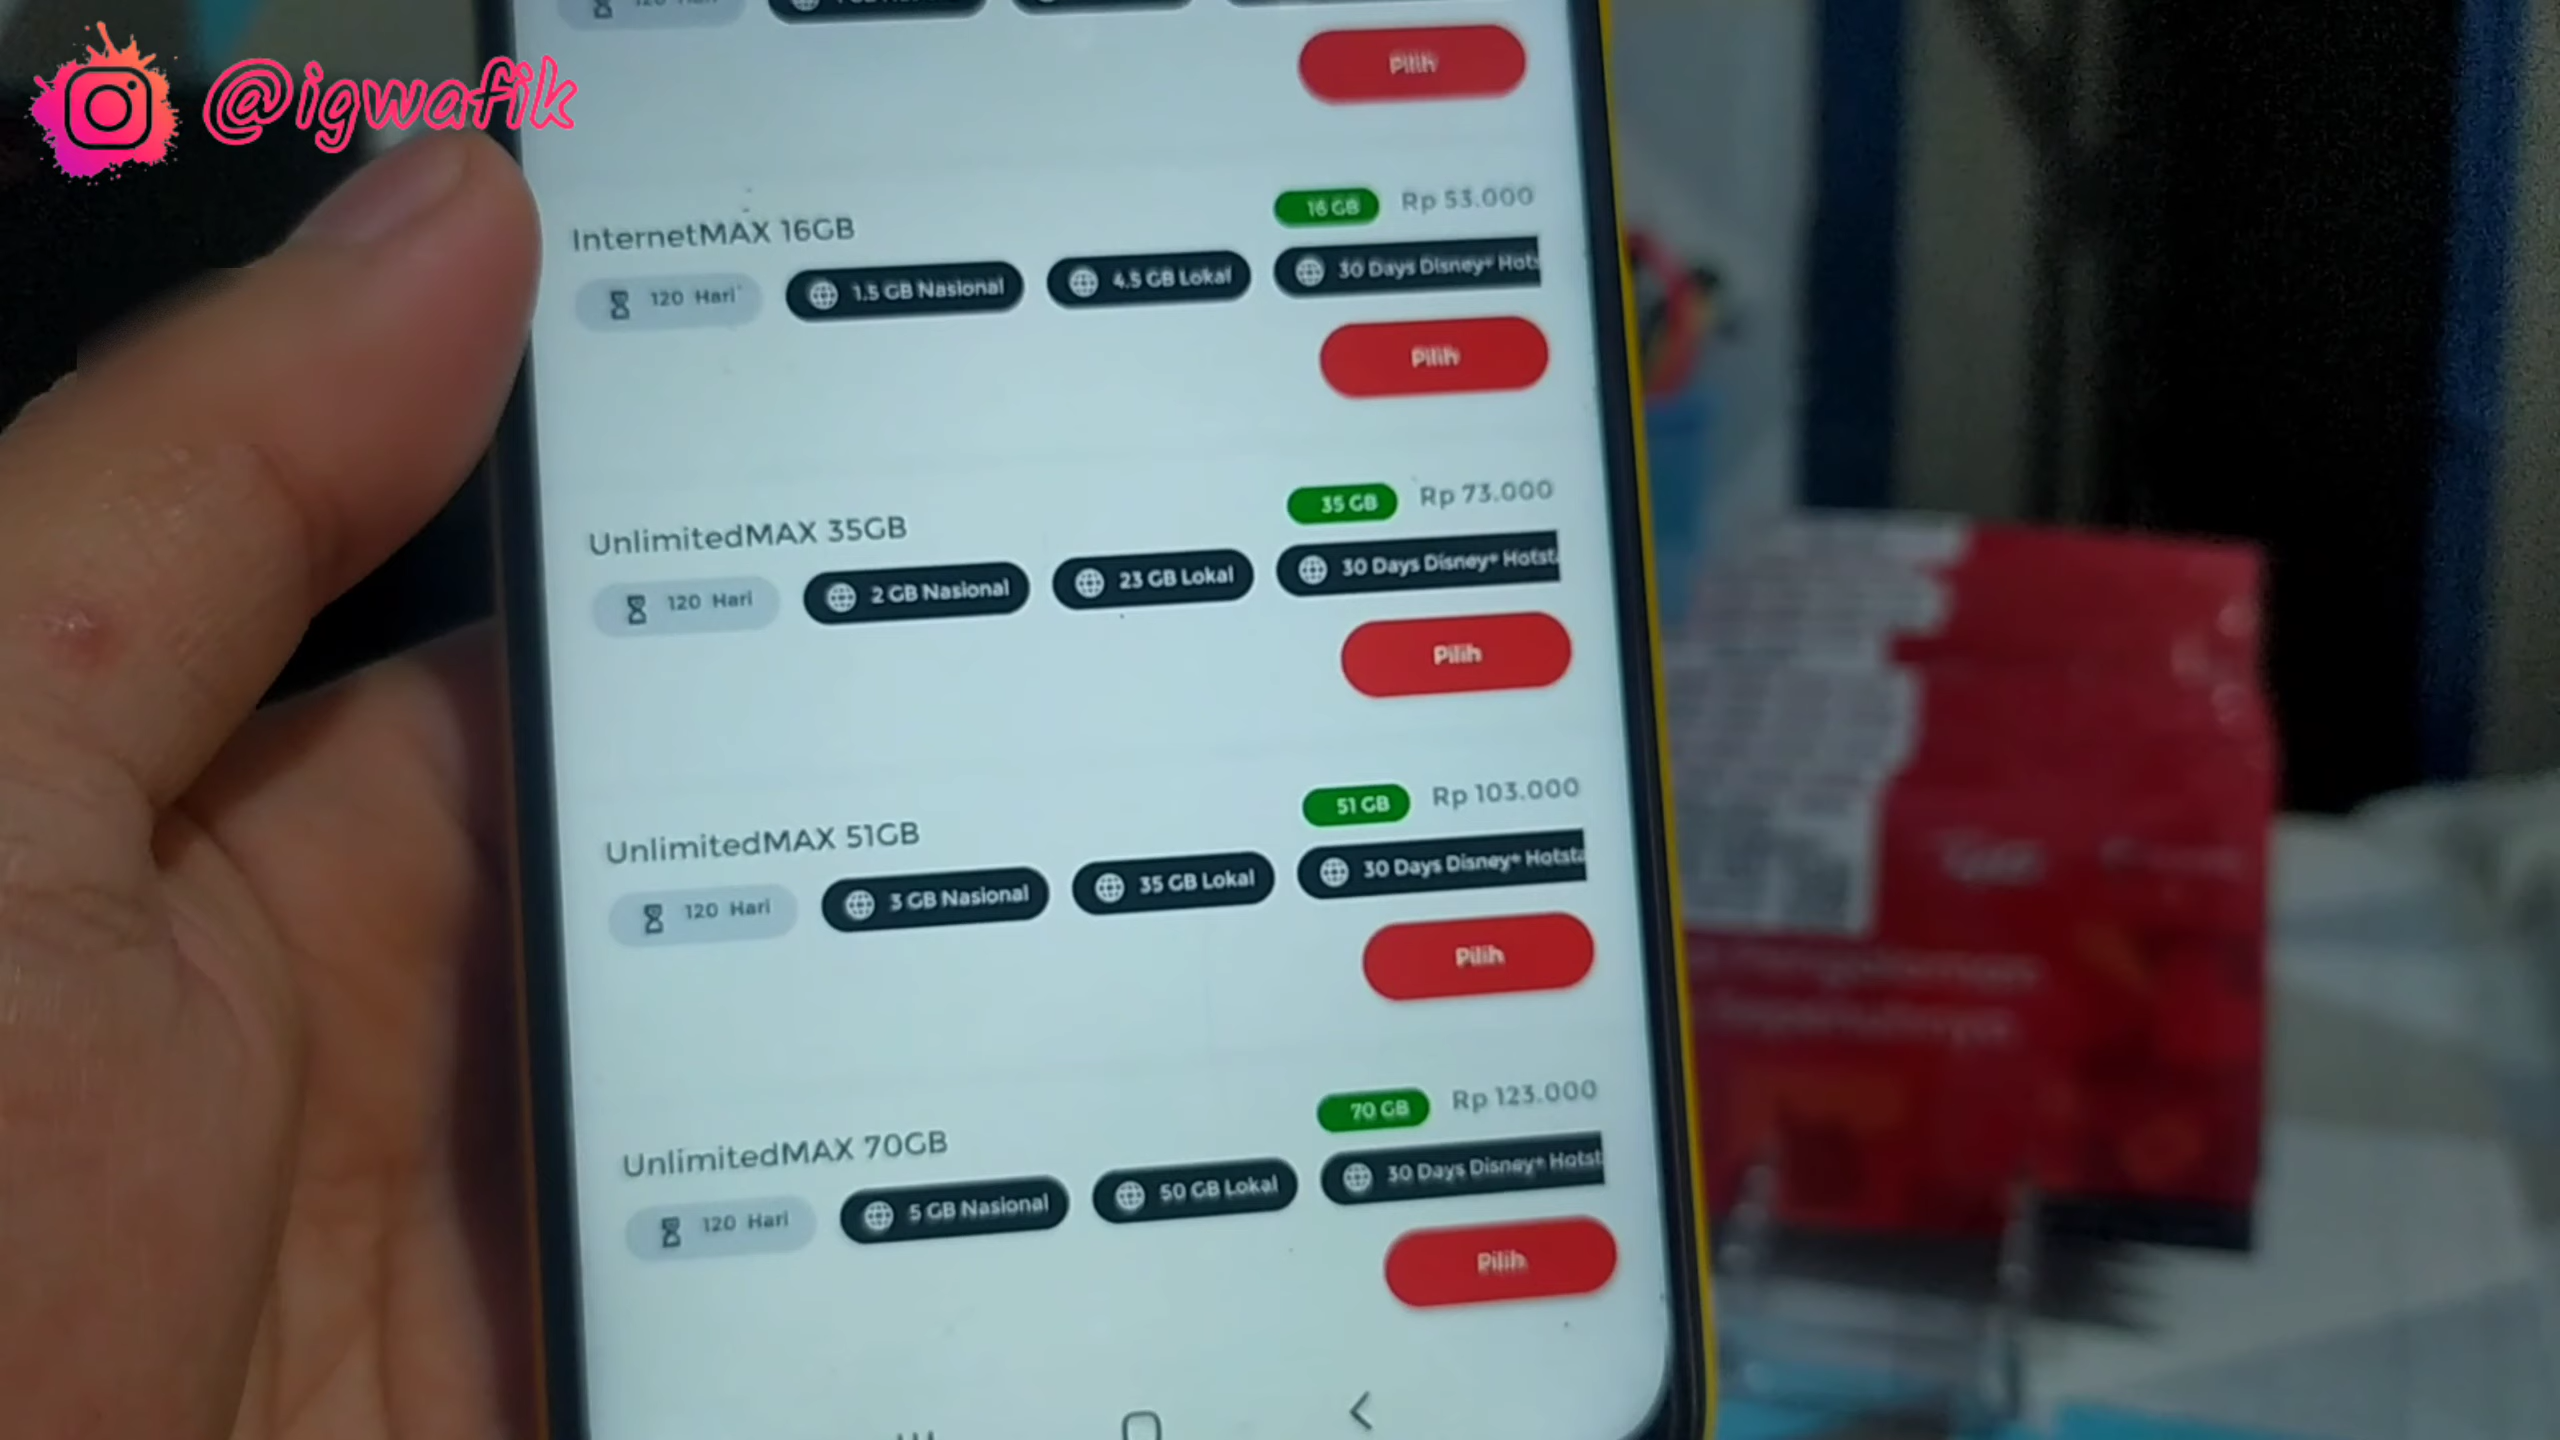 @igwafik
120 Hari
Pilih
InternetMAX 16GB
16 GB Rp 53.000
120 Hari 1.5 GB Nasional 4.5 GB Lokal 30 Days Disney+ Hots
Pilih
UnlimitedMAX 35GB
35 GB Rp 73.000
120 Hari 2 GB Nasional 23 GB Lokal 30 Days Disney+ Hotst
Pilih
UnlimitedMAX 51GB
51 GB Rp 103.000
120 Hari 3 GB Nasional 35 GB Lokal 30 Days Disney+ Hotsta
Pilih
UnlimitedMAX 70GB
70 GB Rp 123.000
120 Hari 5 GB Nasional 50 GB Lokal 30 Days Disney+ Hotst
Pilih